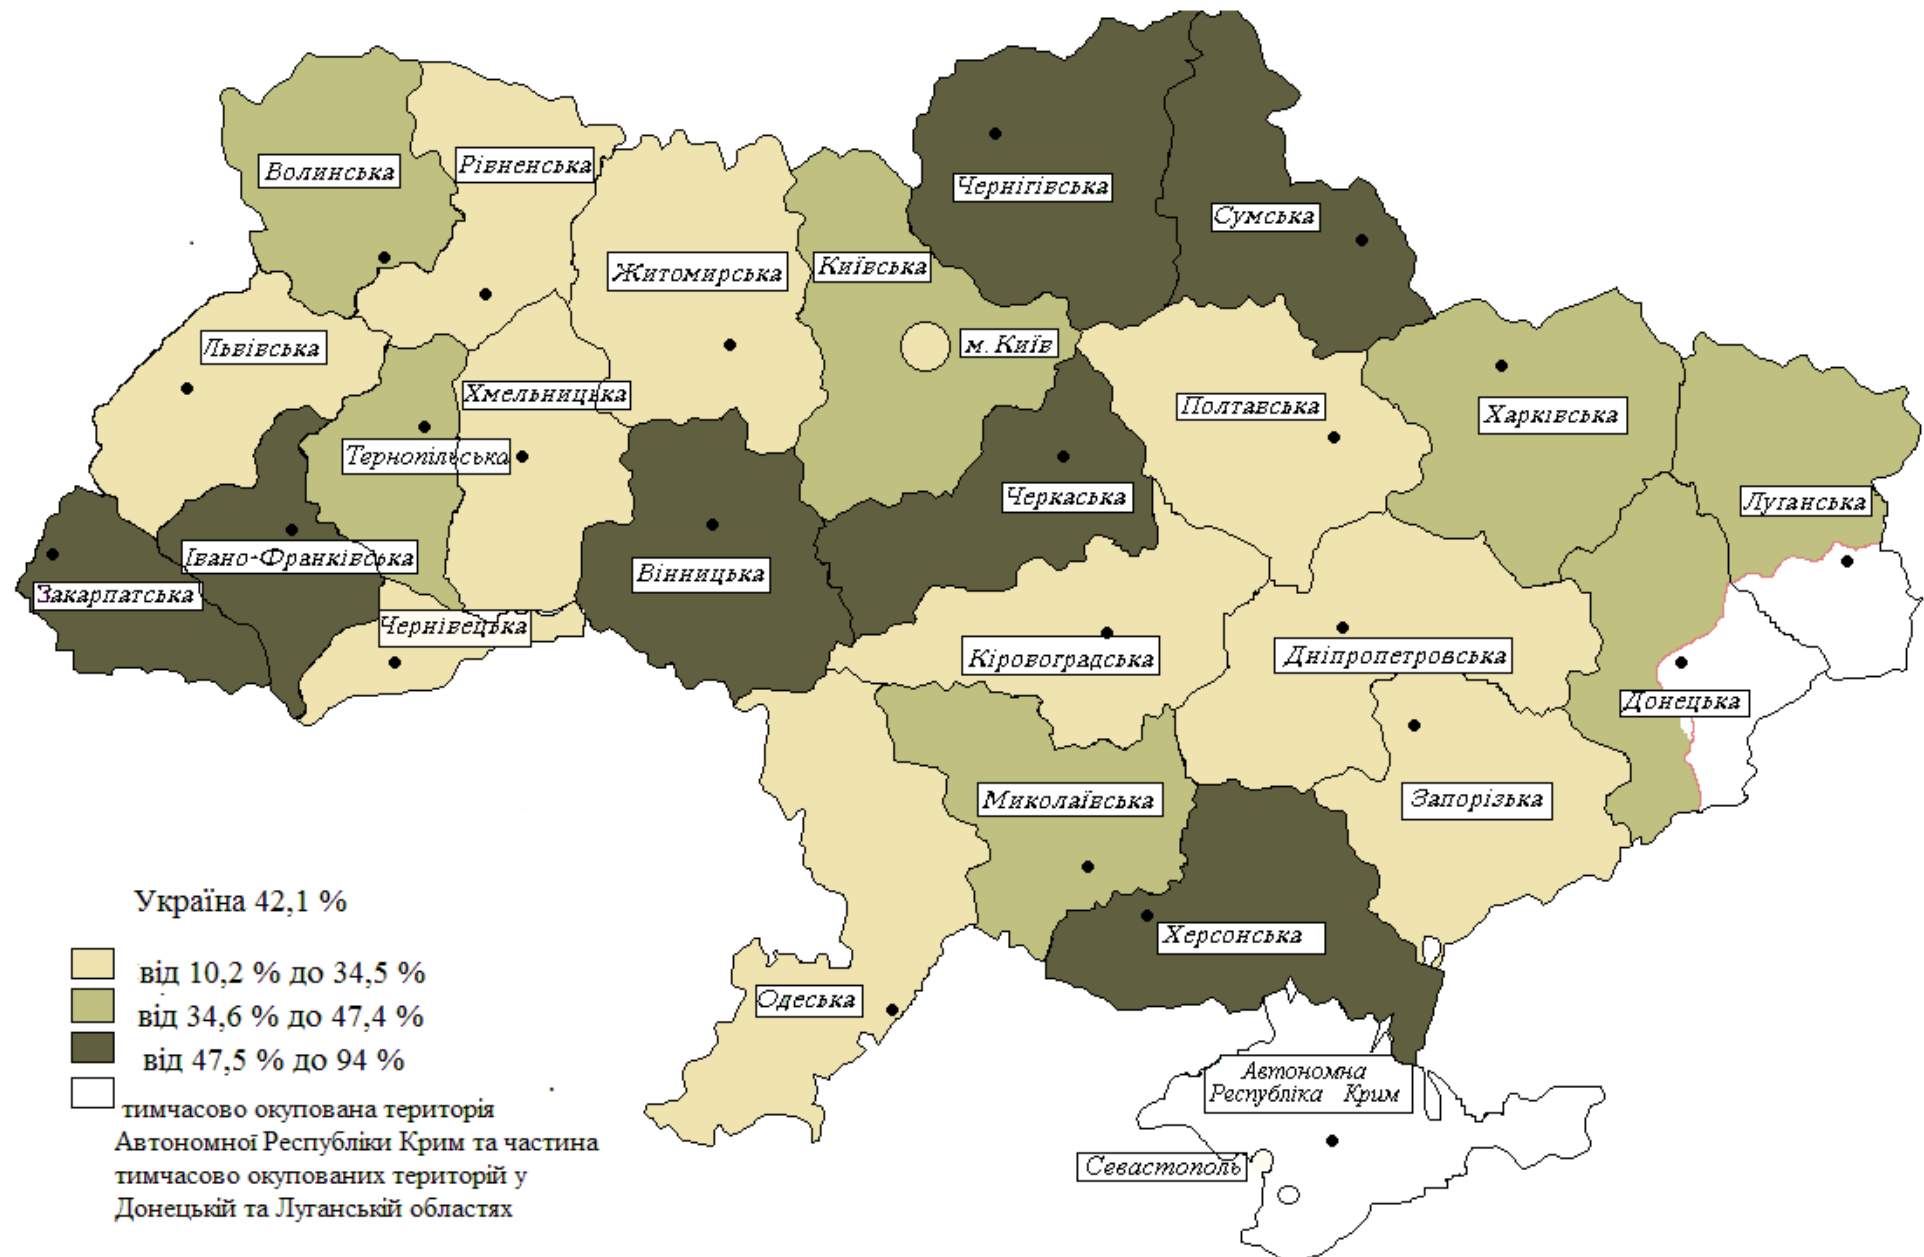 Волинська
Рівненська
Чернігівська
Сумська
Житомирська
Київська
Львівська
м. Київ
Хмельницька
Полтавська
Харківська
Тернопільська
Черкаська
Луганська
Івано-Франківська
Вінницька
Закарпатська
Чернівецька
Кіровоградська
Дніпропетровська
Донецька
Миколаївська
Запорізька
Херсонська
Одеська
Автономна
Республіка Крим
Севастополь
Україна 42,1 %
від 10,2 % до 34,5 %
від 34,6 % до 47,4 %
від 47,5 % до 94 %
тимчасово окупована територія
Автономної Республіки Крим та частина
тимчасово окупованих територій у
Донецькій та Луганській областях